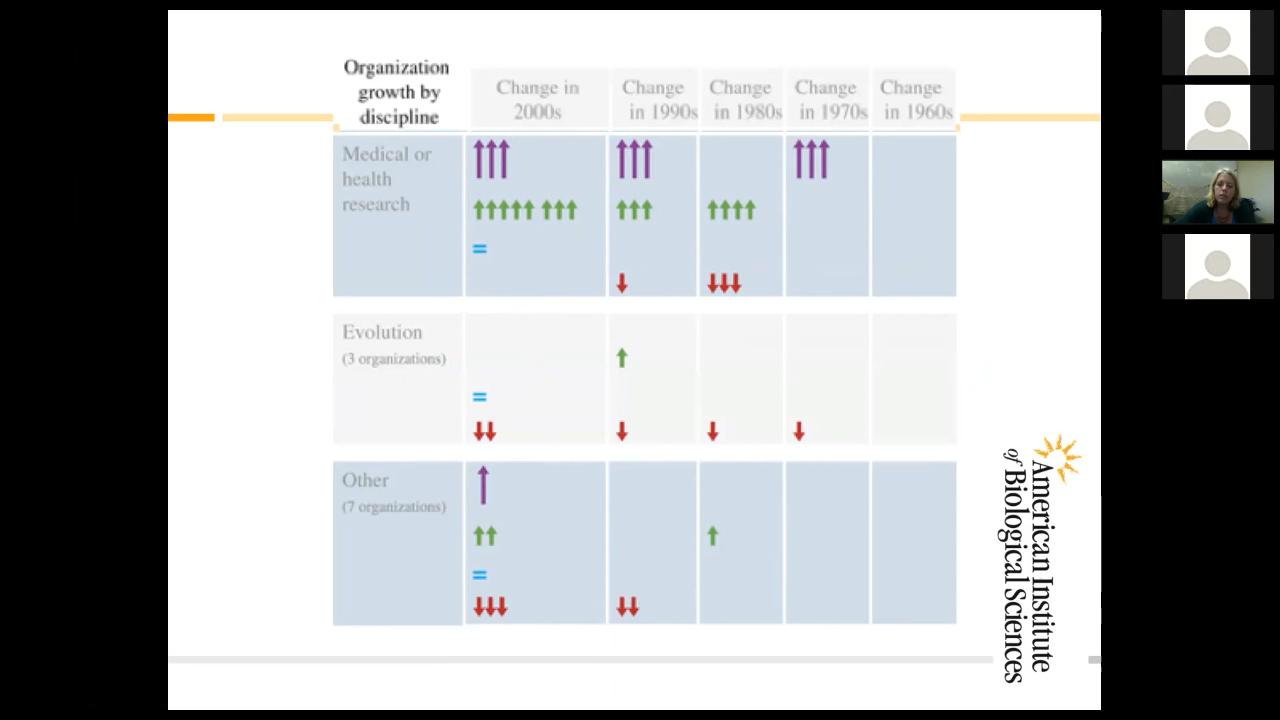 Organization
growth by
discipline
Change in
2000s
Change
in 1990s
Change
in 1980s
Change
in 1970s
Change
in 1960s
Medical or
health
research
=
Evolution
(3 organizations)
=
Other
(7 organizations)
=
American Institute
of Biological Sciences